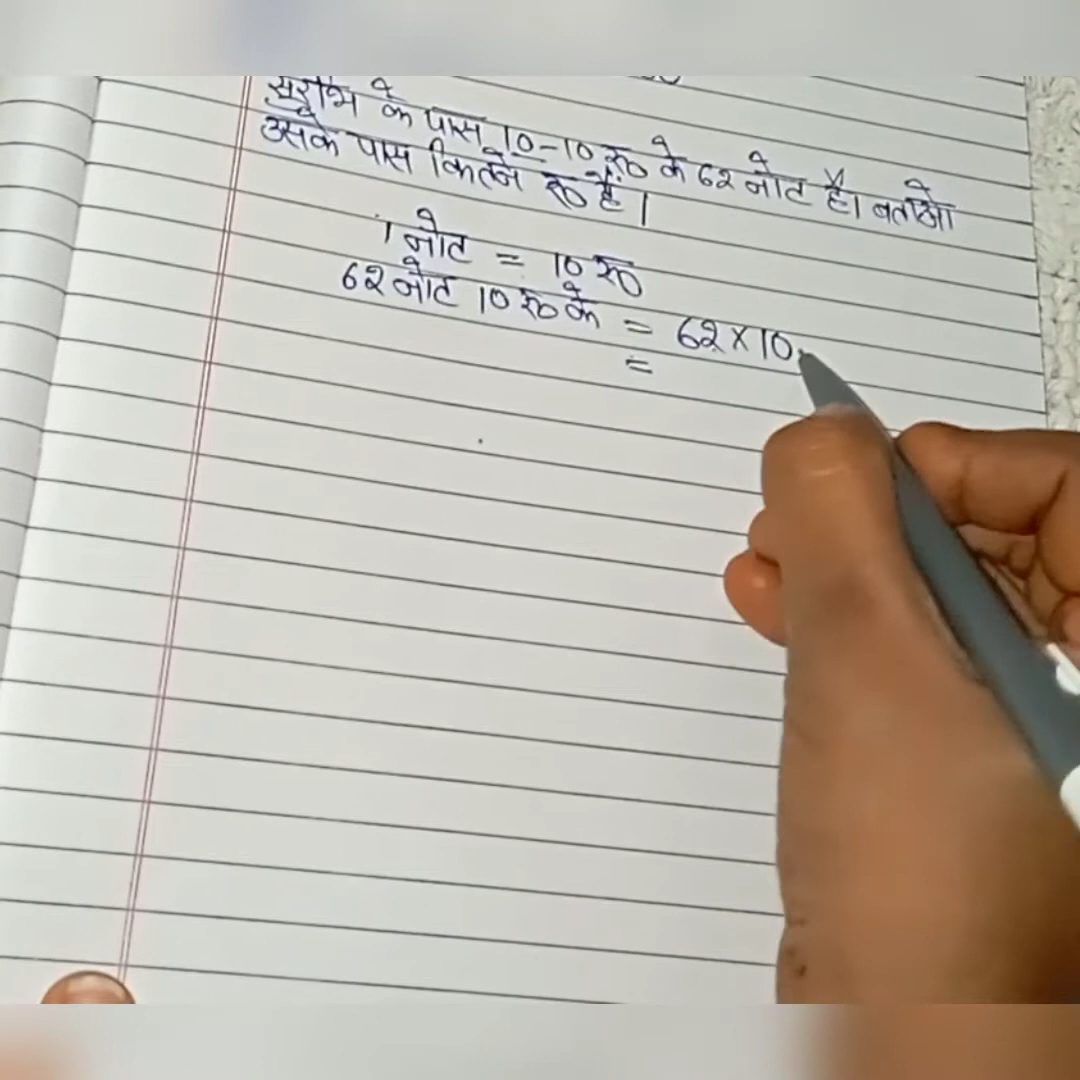 सुरभि के पास 10-10 रु० के 62 नोट है। बताओ
उसके पास कितने रु० हैं।
1 नोट = 10 रु०
62 नोट 10 रु० के = 62 × 10
=